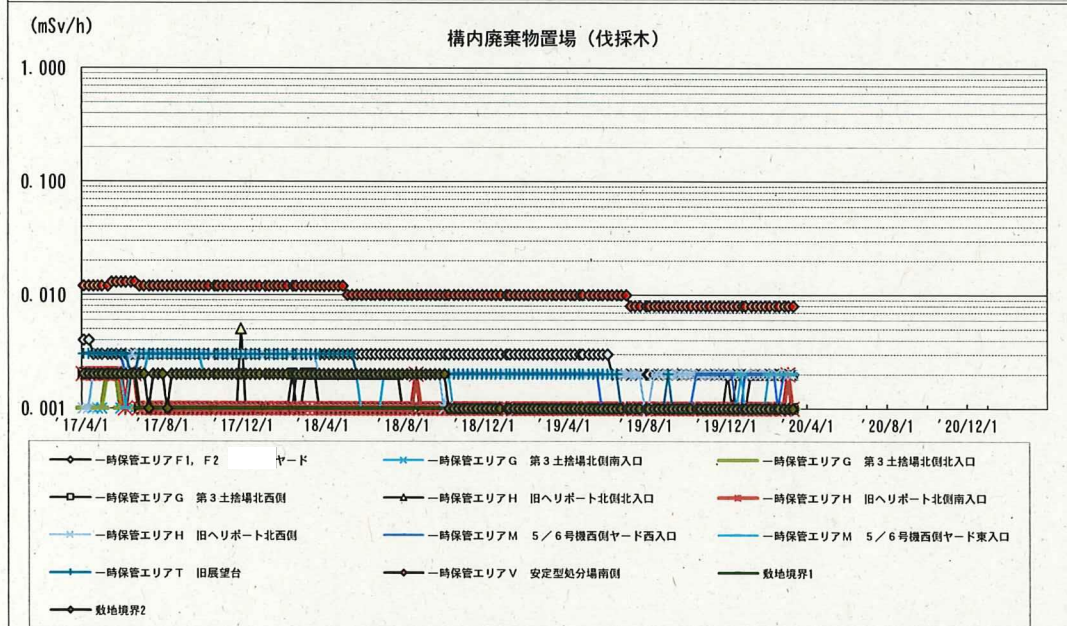 (mSv/h)
構内廃棄物置場（伐採木）
1.000
0.100
0.010
0.001
17/4/1 17/8/1 17/12/1 18/4/1 18/8/1 18/12/1 19/4/1 19/8/1 19/12/1 20/4/1 20/8/1 20/12/1
一時保管エリアF1, F2 ヤード 一時保管エリアG 第3土捨場北側南入口 一時保管エリアG 第3土捨場北側北入口
一時保管エリアG 第3土捨場北西側 一時保管エリアH 旧ヘリポート北側北入口 一時保管エリアH 旧ヘリポート北側南入口
一時保管エリアH 旧ヘリポート北西側 一時保管エリアM 5／6号機西側ヤード西入口 一時保管エリアM 5／6号機西側ヤード東入口
一時保管エリアT 旧展望台 一時保管エリアV 安定型処分場南側 敷地境界1
敷地境界2